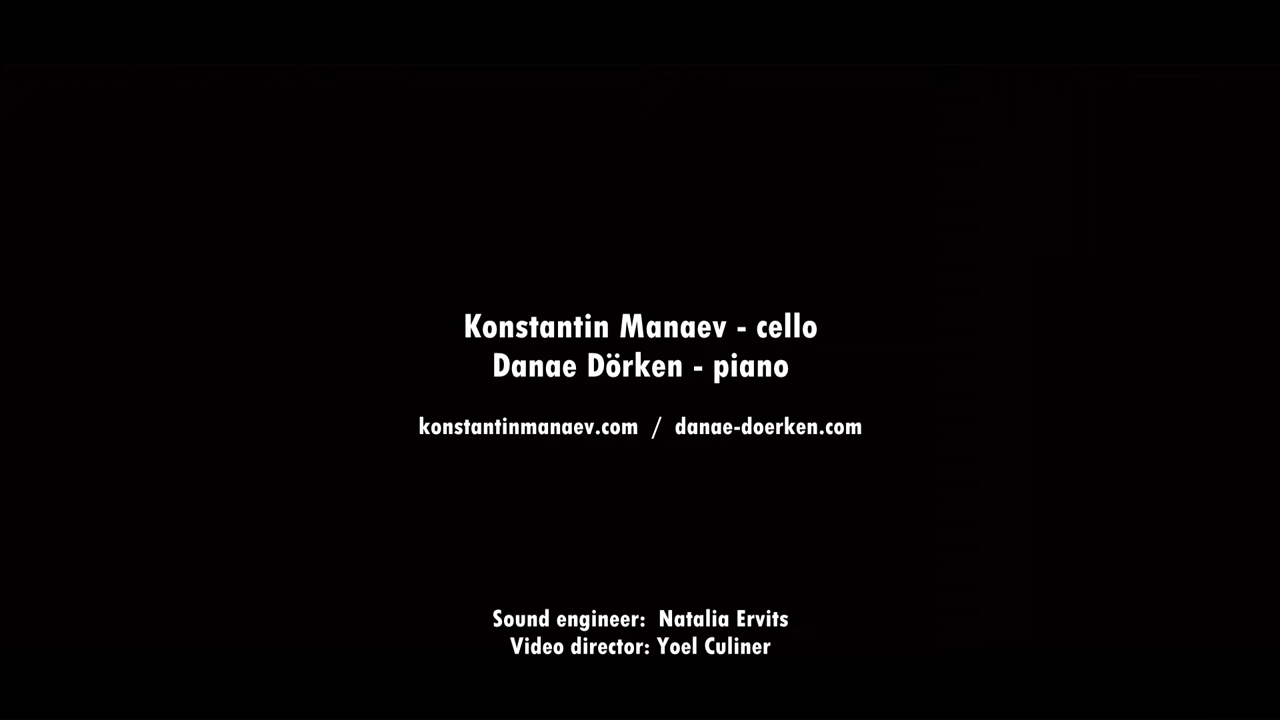 Konstantin Manaev - cello
Danae Dörken - piano
konstantinmanaev.com / danae-doerken.com
Sound engineer: Natalia Ervits
Video director: Yoel Culiner